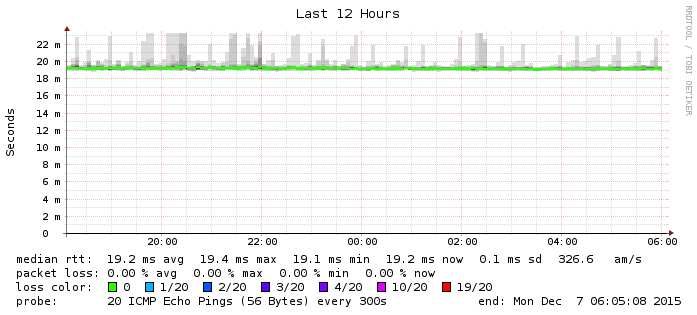 Last 12 Hours
RRDTOOL / TOBI OETIKER
Seconds
22 m
20 m
18 m
16 m
14 m
12 m
10 m
8 m
6 m
4 m
2 m
0
20:00 22:00 00:00 02:00 04:00 06:00
median rtt: 19.2 ms avg 19.4 ms max 19.1 ms min 19.2 ms now 0.1 ms sd 326.6 am/s
packet loss: 0.00 % avg 0.00 % max 0.00 % min 0.00 % now
loss color: 0 1/20 2/20 3/20 4/20 10/20 19/20
probe: 20 ICMP Echo Pings (56 Bytes) every 300s end: Mon Dec 7 06:05:08 2015